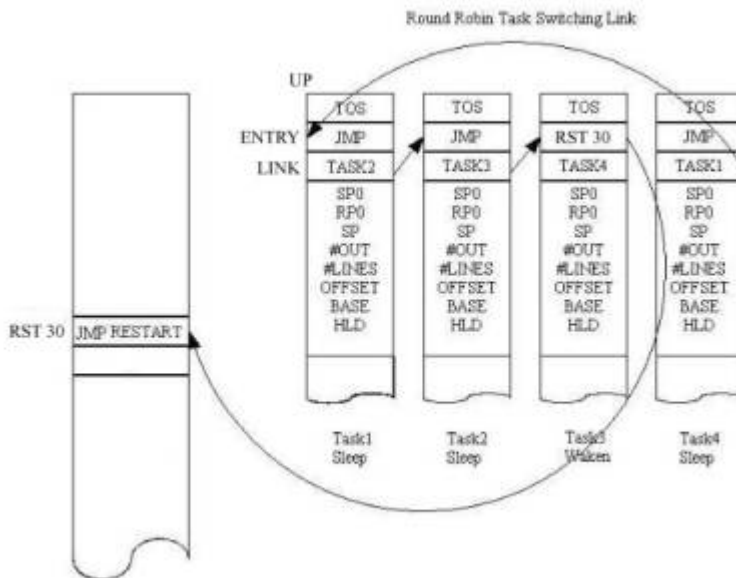 Round Robin Task Switching Link
UP
TOS TOS TOS TOS
ENTRY JMP JMP RST 30 JMP
LINK TASK2 TASK3 TASK4 TASK1
SP0 SP0 SP0 SP0
RP0 RP0 RP0 RP0
SP SP SP SP
#OUT #OUT #OUT #OUT
#LINES #LINES #LINES #LINES
OFFSET OFFSET OFFSET OFFSET
BASE BASE BASE BASE
HLD HLD HLD HLD
RST 30 JMP RESTART
Task1 Task2 Task3 Task4
Sleep Sleep Waken Sleep